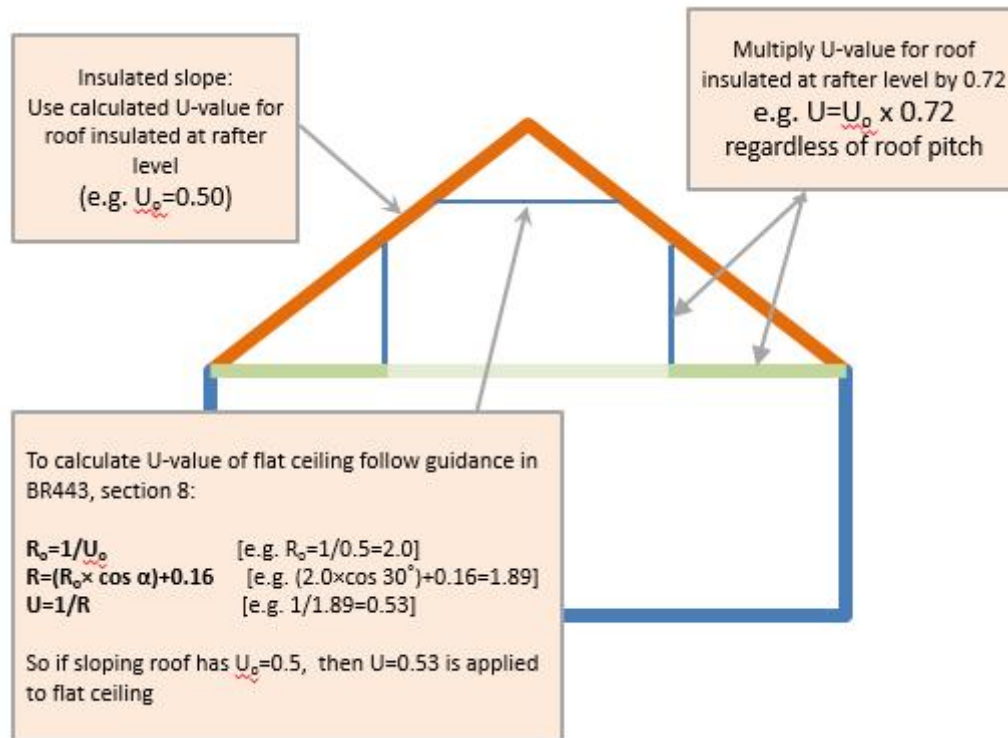 Insulated slope:
Use calculated U-value for
roof insulated at rafter
level
(e.g. Uₒ=0.50)
Multiply U-value for roof
insulated at rafter level by 0.72
e.g. U=Uₒ x 0.72
regardless of roof pitch
To calculate U-value of flat ceiling follow guidance in
BR443, section 8:
Rₒ=1/Uₒ [e.g. Rₒ=1/0.5=2.0]
R=(Rₒ× cos α)+0.16 [e.g. (2.0×cos 30°)+0.16=1.89]
U=1/R [e.g. 1/1.89=0.53]
So if sloping roof has Uₒ=0.5, then U=0.53 is applied
to flat ceiling